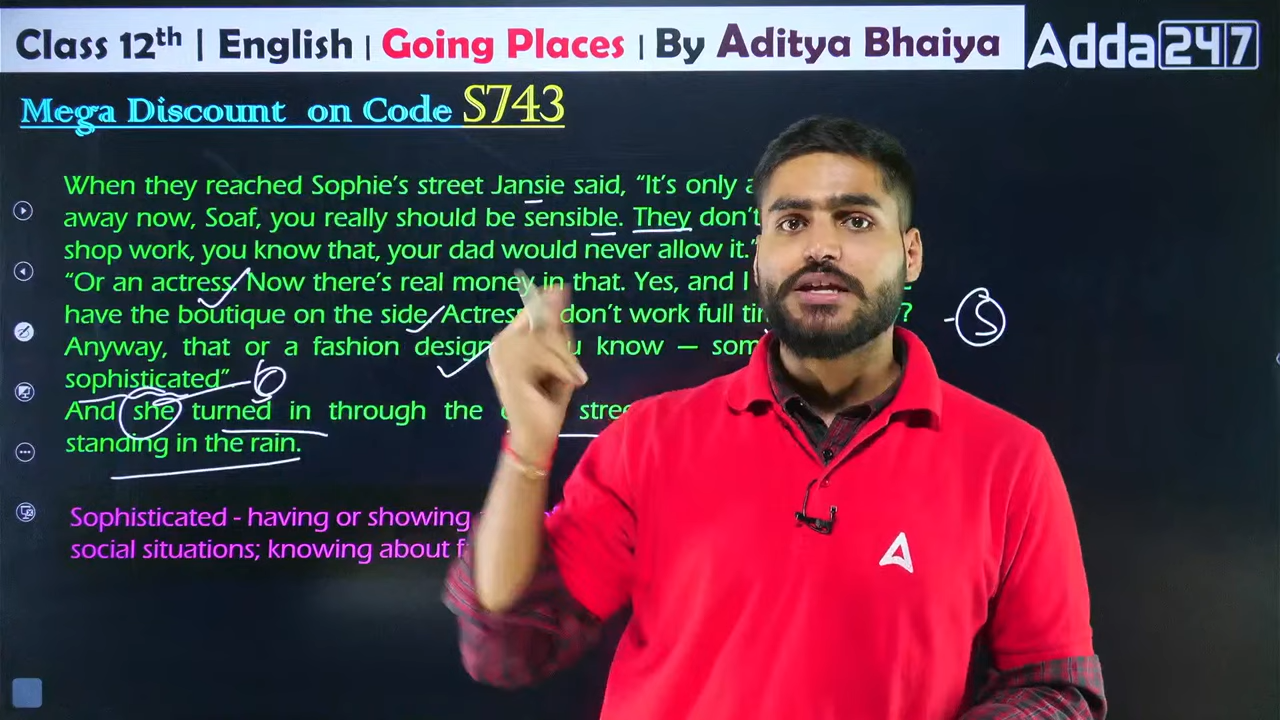 Class 12th | English | Going Places | By Aditya Bhaiya
Adda247
Mega Discount on Code S743
When they reached Sophie's street Jansie said, "It's only a
away now, Soaf, you really should be sensible. They don't
shop work, you know that, your dad would never allow it."
"Or an actress. Now there's real money in that. Yes, and I
have the boutique on the side. Actress don't work full
Anyway, that or a fashion know —
sophisticated"
And she turned in through the
standing in the rain.
Sophisticated - having or showing
social situations; knowing about